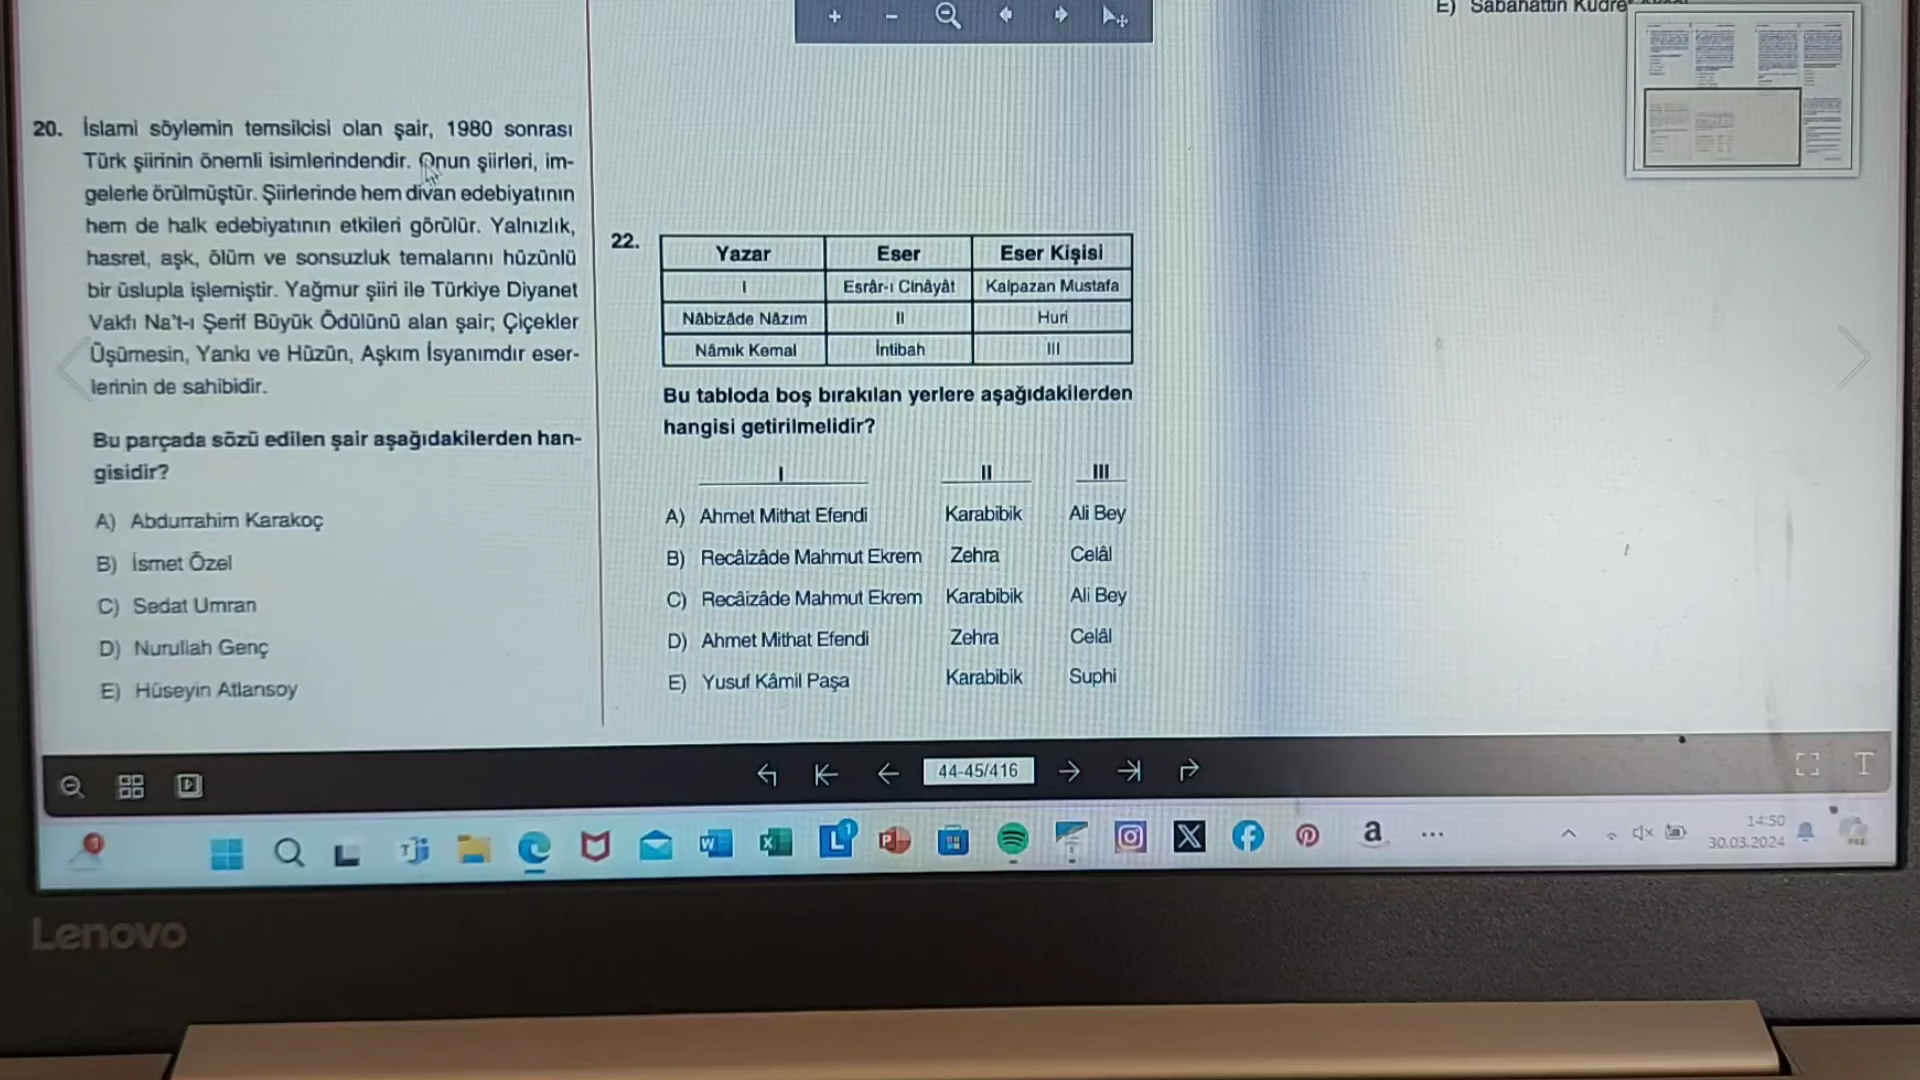 E) Sabahattin Kudret
20. İslami söylemin temsilcisi olan şair, 1980 sonrası
Türk şiirinin önemli isimlerindendir. Onun şiirleri, im-
gelerle örülmüştür. Şiirlerinde hem divan edebiyatının
hem de halk edebiyatının etkileri görülür. Yalnızlık,
hasret, aşk, ölüm ve sonsuzluk temalarını hüzünlü
bir üslupla işlemiştir. Yağmur şiiri ile Türkiye Diyanet
Vakfı Na't-ı Şerif Büyük Ödülünü alan şair; Çiçekler
Üşümesin, Yankı ve Hüzün, Aşkım İsyanımdır eser-
lerinin de sahibidir.
Bu parçada sözü edilen şair aşağıdakilerden han-
gisidir?
A) Abdurrahim Karakoç
B) İsmet Özel
C) Sedat Umran
D) Nurullah Genç
E) Hüseyin Atlansoy
22.
Yazar Eser Eser Kişisi
I Esrâr-ı Cinâyât Kalpazan Mustafa
Nâbizâde Nâzım II Huri
Nâmık Kemal İntibah III
Bu tabloda boş bırakılan yerlere aşağıdakilerden
hangisi getirilmelidir?
I II III
A) Ahmet Mithat Efendi Karabibik Ali Bey
B) Recâizâde Mahmut Ekrem Zehra Celâl
C) Recâizâde Mahmut Ekrem Karabibik Ali Bey
D) Ahmet Mithat Efendi Zehra Celâl
E) Yusuf Kâmil Paşa Karabibik Suphi
44-45/416
14:50
30.03.2024
Lenovo